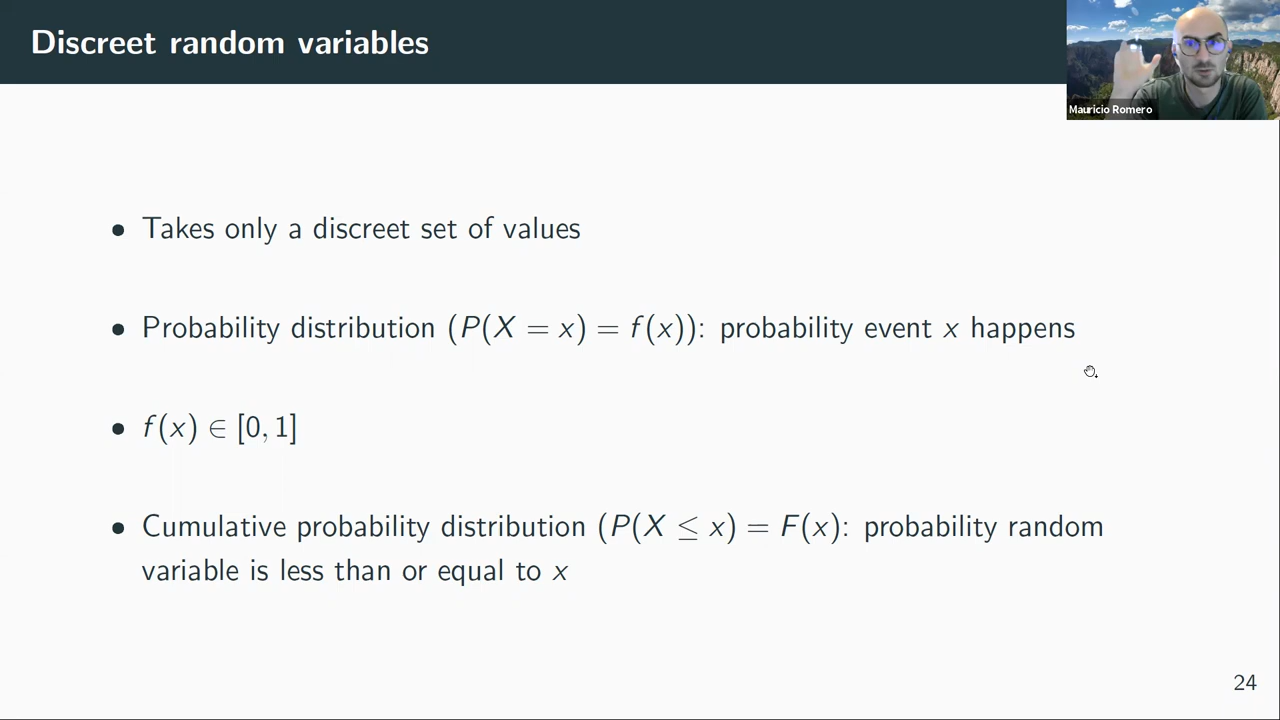 Discreet random variables
Mauricio Romero
• Takes only a discreet set of values
• Probability distribution (P(X = x) = f(x)): probability event x happens
• f(x) ∈ [0, 1]
• Cumulative probability distribution (P(X ≤ x) = F(x): probability random
variable is less than or equal to x
24